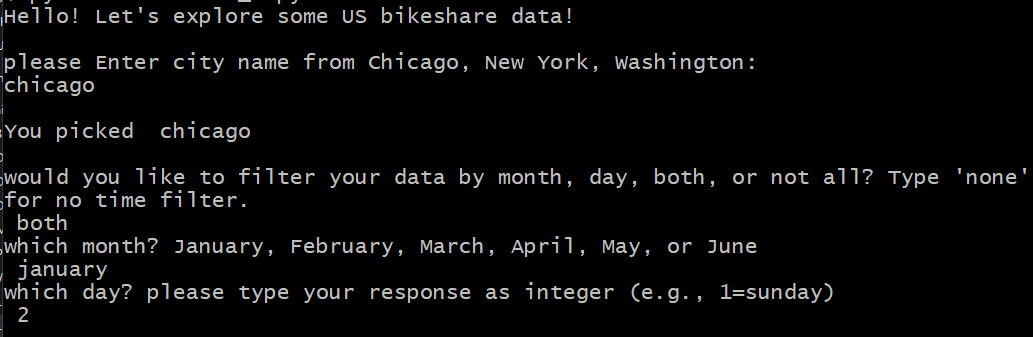 Hello! Let's explore some US bikeshare data!
please Enter city name from Chicago, New York, Washington:
chicago
You picked  chicago
would you like to filter your data by month, day, both, or not all? Type 'none'
for no time filter.
both
which month? January, February, March, April, May, or June
january
which day? please type your response as integer (e.g., 1=sunday)
2